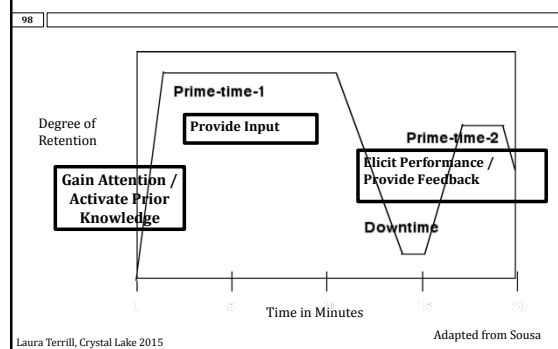 98
Prime-time-1
Degree of
Retention
Provide Input
Prime-time-2
Elicit Performance /
Provide Feedback
Gain Attention /
Activate Prior
Knowledge
Downtime
Time in Minutes
Laura Terrill, Crystal Lake 2015
Adapted from Sousa